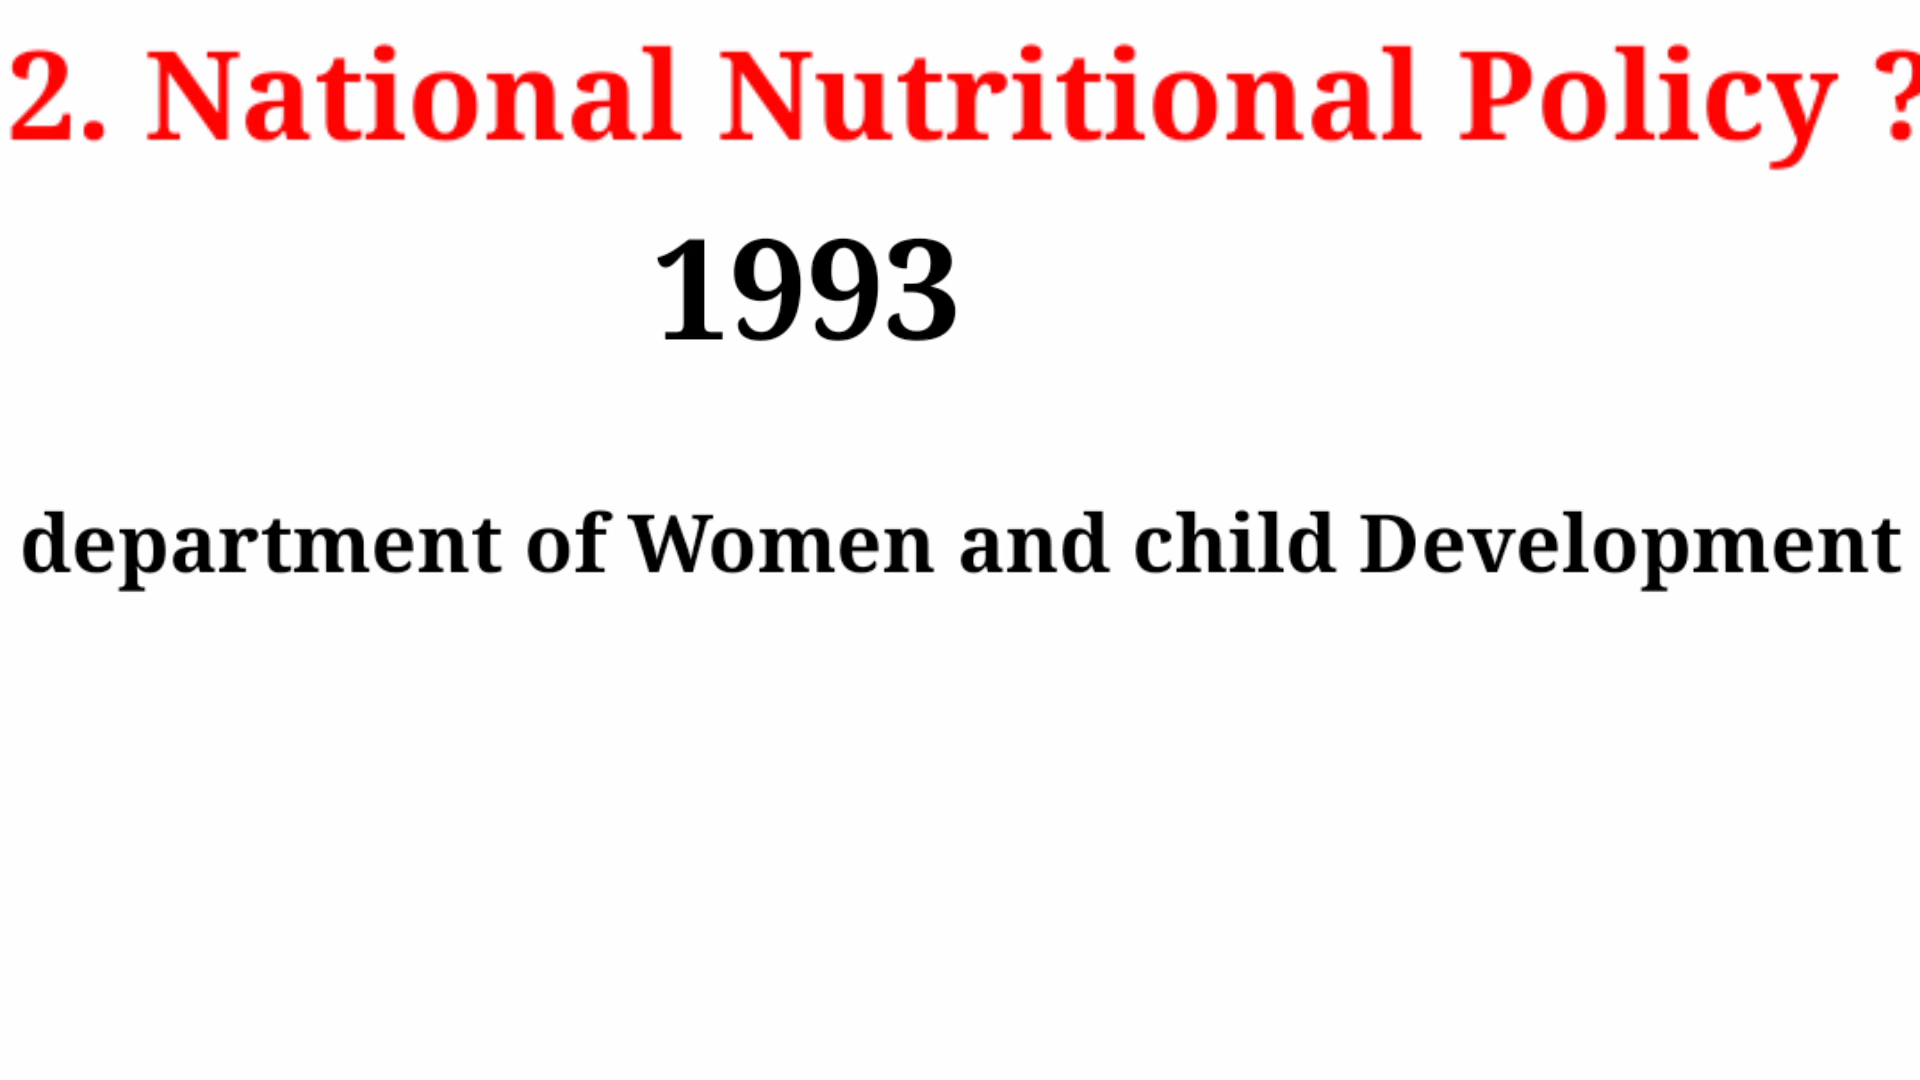 2. National Nutritional Policy ?
1993
department of Women and child Development